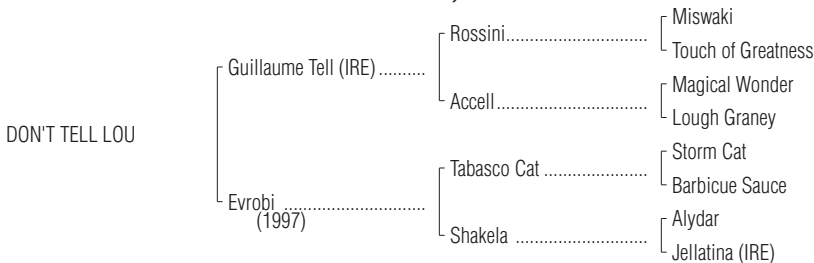 Miswaki
Rossini..............................
Touch of Greatness
Guillaume Tell (IRE)..........
Magical Wonder
Accell................................
Lough Graney
DON'T TELL LOU
Storm Cat
Tabasco Cat ......................
Barbicue Sauce
Evrobi ..............................
(1997)
Alydar
Shakela ............................
Jellatina (IRE)